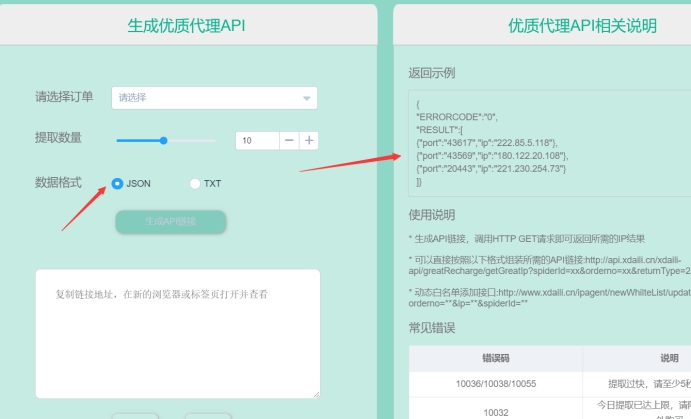 生成优质代理API
请选择订单
请选择
提取数量
10
数据格式
JSON
TXT
生成API链接
复制链接地址，在新的浏览器或标签页打开并查看
优质代理API相关说明
返回示例
{
"ERRORCODE":"0",
"RESULT":[
{"port":"43617","ip":"222.85.5.118"},
{"port":"43569","ip":"180.122.20.108"},
{"port":"20443","ip":"221.230.254.73"}
]}
使用说明
* 生成API链接，调用HTTP GET请求即可返回所需的IP结果
* 可以直接按照以下格式组装所需的API链接:http://api.xdaili.cn/xdaili-
api/greatRecharge/getGreatIp?spiderId=xx&orderno=xx&returnType=2
* 动态白名单添加接口:http://www.xdaili.cn/ipagent/newWhilteList/updat
orderno=""&ip=""&spiderId=""
常见错误
错误码
说明
10036/10038/10055
提取过快，请至少5秒
10032
今日提取已达上限，请